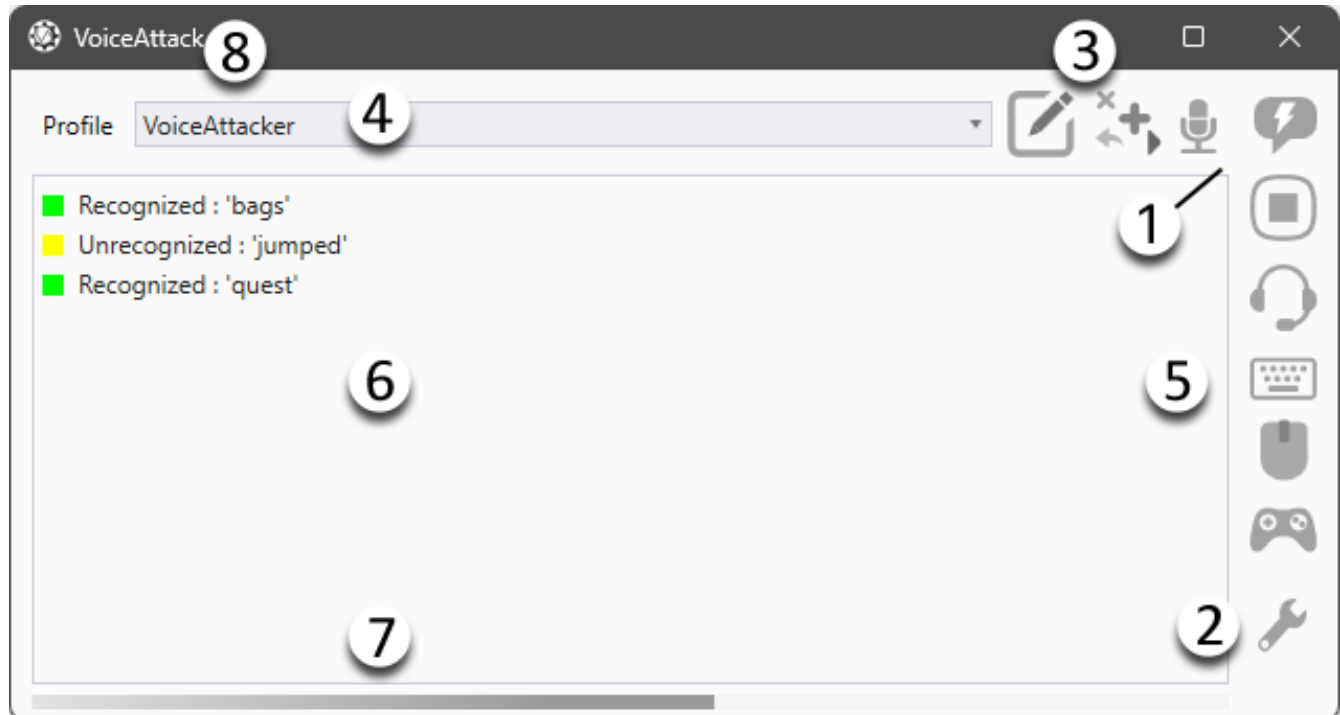 VoiceAttack
8
3
Profile
VoiceAttacker
4
Recognized : 'bags'
Unrecognized : 'jumped'
1
Recognized : 'quest'
6
5
7
2